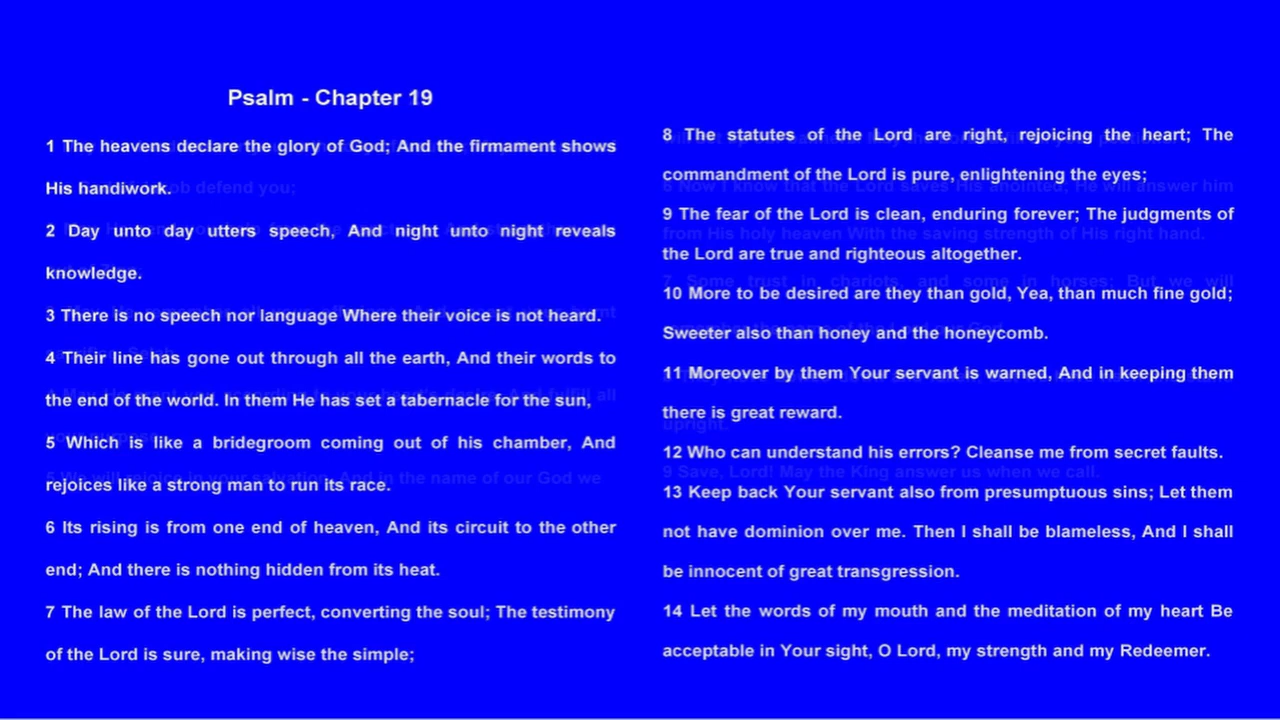 Psalm - Chapter 19
1 The heavens declare the glory of God; And the firmament shows
His handiwork.
2 Day unto day utters speech, And night unto night reveals
knowledge.
3 There is no speech nor language Where their voice is not heard.
4 Their line has gone out through all the earth, And their words to
the end of the world. In them He has set a tabernacle for the sun,
5 Which is like a bridegroom coming out of his chamber, And
rejoices like a strong man to run its race.
6 Its rising is from one end of heaven, And its circuit to the other
end; And there is nothing hidden from its heat.
7 The law of the Lord is perfect, converting the soul; The testimony
of the Lord is sure, making wise the simple;
8 The statutes of the Lord are right, rejoicing the heart; The
commandment of the Lord is pure, enlightening the eyes;
9 The fear of the Lord is clean, enduring forever; The judgments of
the Lord are true and righteous altogether.
10 More to be desired are they than gold, Yea, than much fine gold;
Sweeter also than honey and the honeycomb.
11 Moreover by them Your servant is warned, And in keeping them
there is great reward.
12 Who can understand his errors? Cleanse me from secret faults.
13 Keep back Your servant also from presumptuous sins; Let them
not have dominion over me. Then I shall be blameless, And I shall
be innocent of great transgression.
14 Let the words of my mouth and the meditation of my heart Be
acceptable in Your sight, O Lord, my strength and my Redeemer.